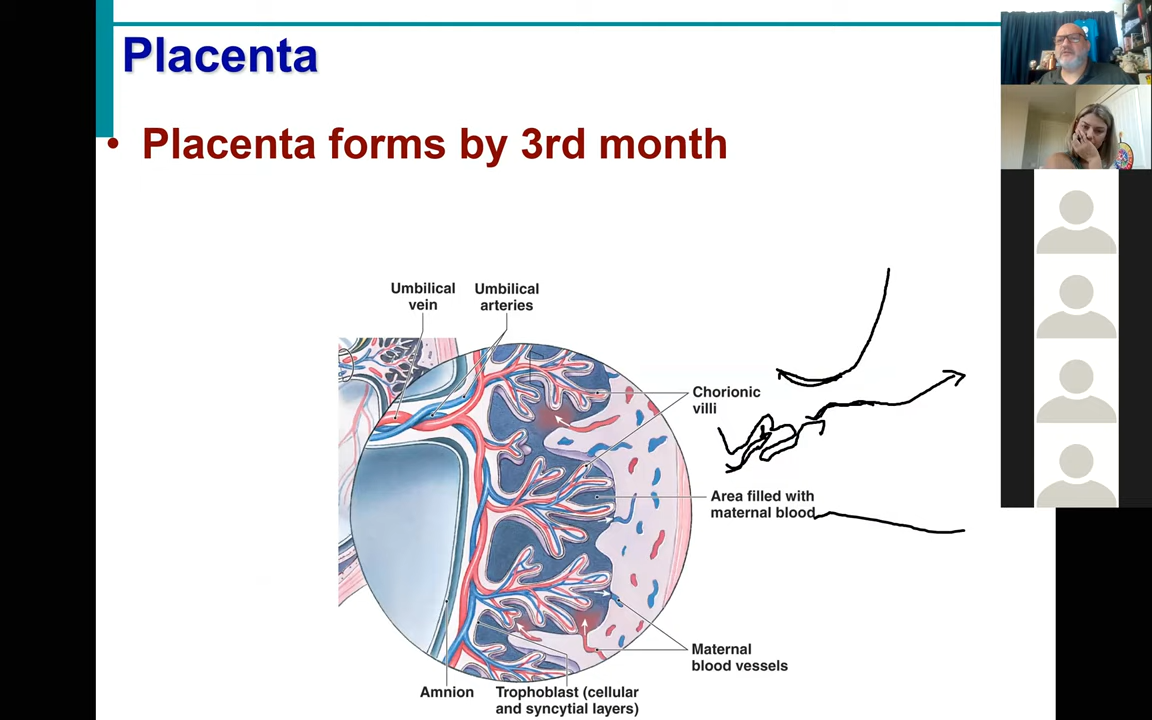 Placenta
• Placenta forms by 3rd month
Umbilical
vein
Umbilical
arteries
Chorionic
villi
Area filled with
maternal blood
Maternal
blood vessels
Amnion
Trophoblast (cellular
and syncytial layers)